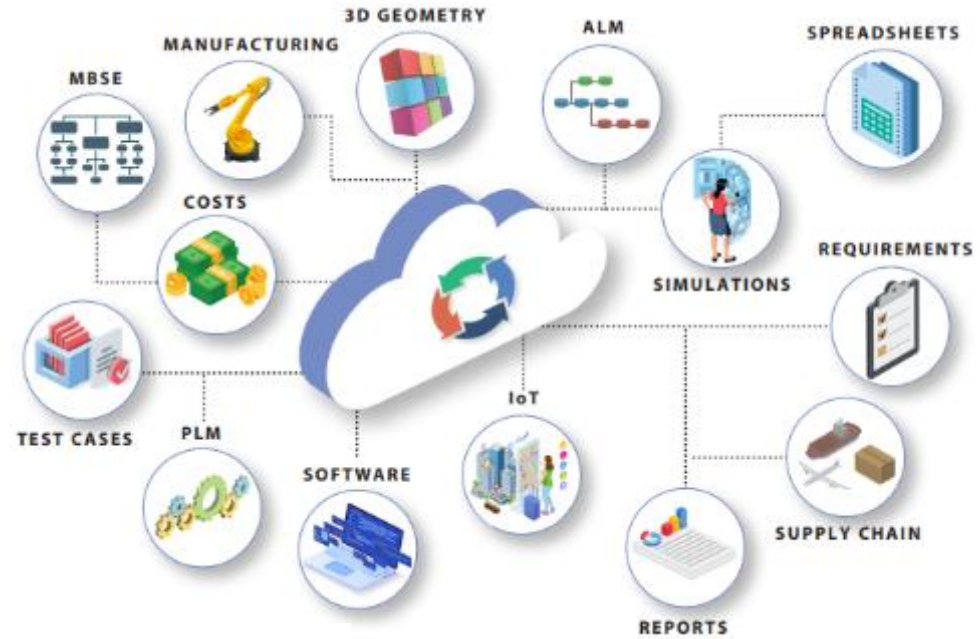 3D GEOMETRY
MANUFACTURING
ALM
SPREADSHEETS
MBSE
COSTS
REQUIREMENTS
SIMULATIONS
IoT
TEST CASES
PLM
SOFTWARE
SUPPLY CHAIN
REPORTS